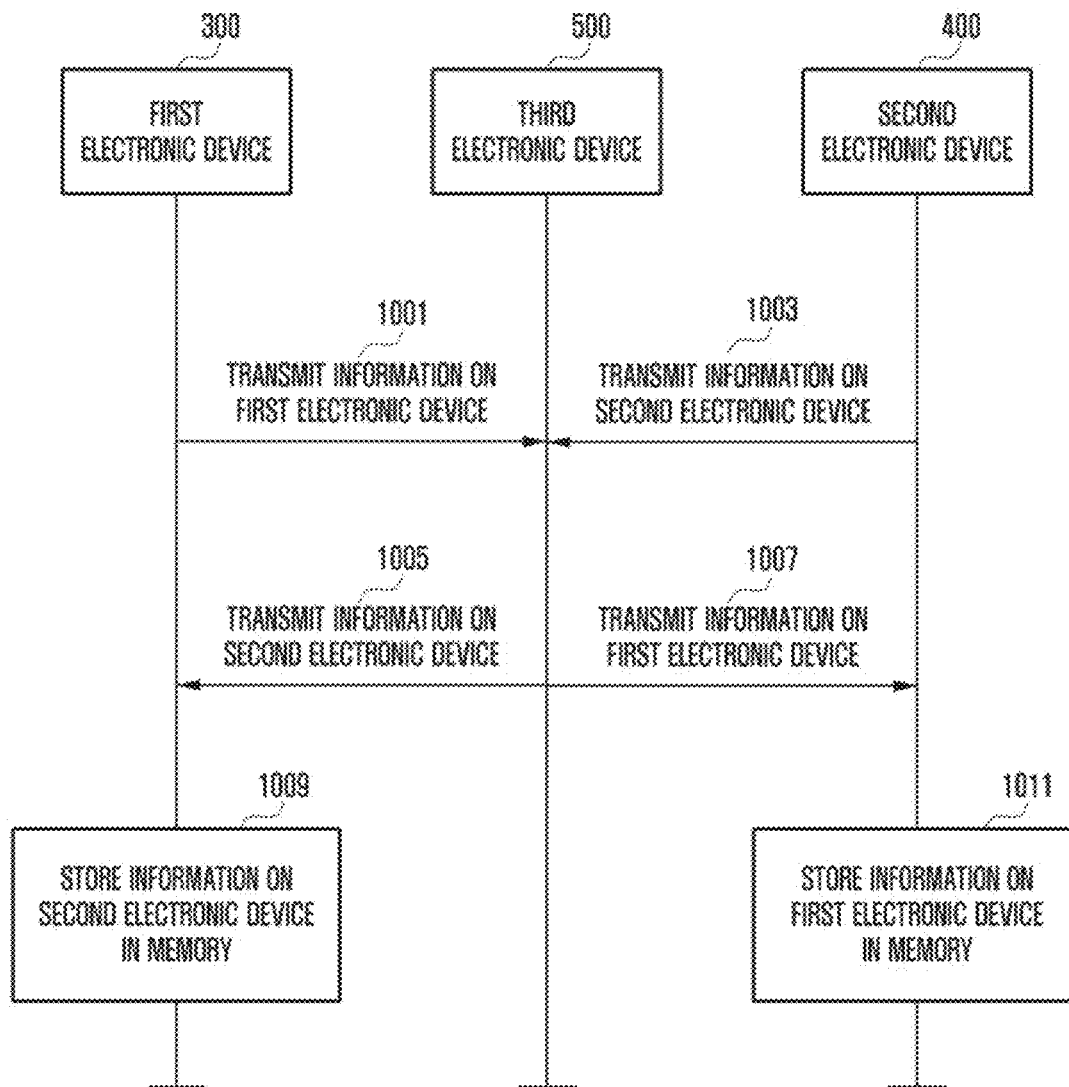 300
500
400
FIRST
ELECTRONIC DEVICE
THIRD
ELECTRONIC DEVICE
SECOND
ELECTRONIC DEVICE
1001
TRANSMIT INFORMATION ON
FIRST ELECTRONIC DEVICE
1003
TRANSMIT INFORMATION ON
SECOND ELECTRONIC DEVICE
1005
TRANSMIT INFORMATION ON
SECOND ELECTRONIC DEVICE
1007
TRANSMIT INFORMATION ON
FIRST ELECTRONIC DEVICE
1009
STORE INFORMATION ON
SECOND ELECTRONIC DEVICE
IN MEMORY
1011
STORE INFORMATION ON
FIRST ELECTRONIC DEVICE
IN MEMORY